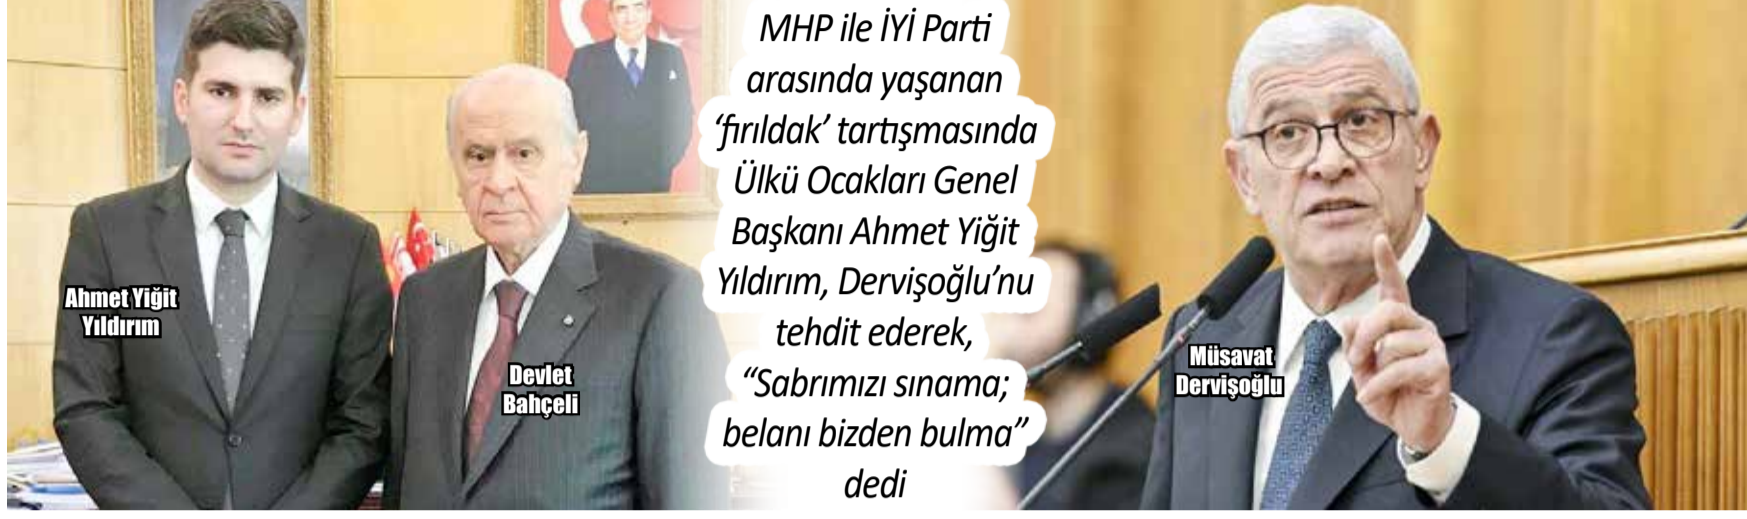 MHP ile İYİ Parti
arasında yaşanan
‘fırıldak’ tartışmasında
Ülkü Ocakları Genel
Başkanı Ahmet Yiğit
Yıldırım, Dervişoğlu’nu
tehdit ederek,
“Sabrımızı sınama;
belanı bizden bulma”
dedi
Ahmet Yiğit
Yıldırım
Devlet
Bahçeli
Müsavat
Dervişoğlu